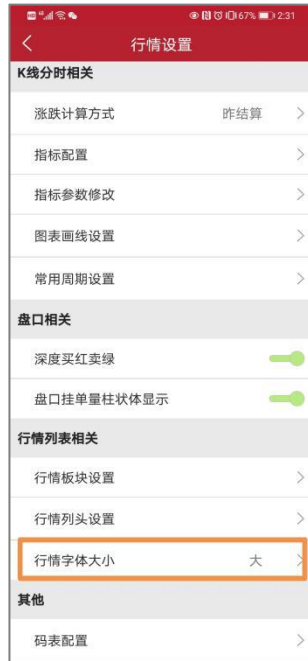 67% 2:31
行情设置
K线分时相关
涨跌计算方式 昨结算
指标配置
指标参数修改
图表画线设置
常用周期设置
盘口相关
深度买红卖绿
盘口挂单量柱状体显示
行情列表相关
行情板块设置
行情列头设置
行情字体大小 大
其他
码表配置